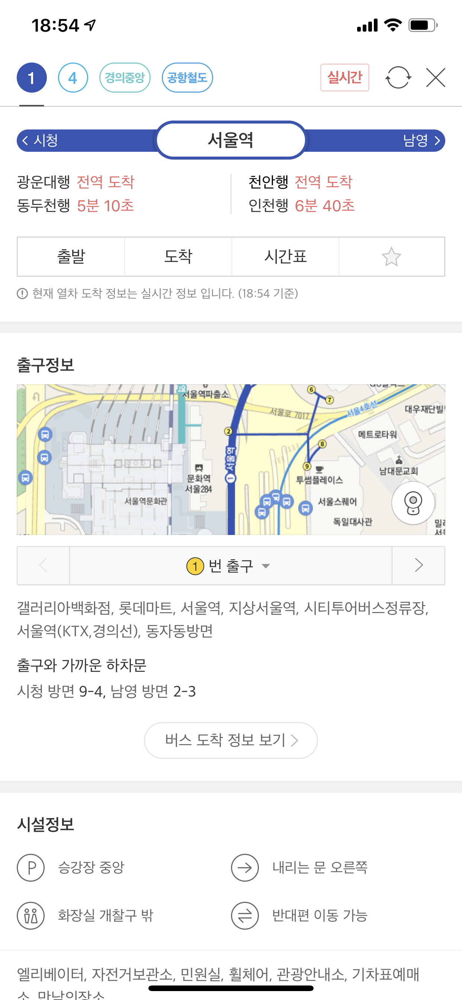 18:54
1 4 경의중앙 공항철도 실시간
시청 서울역 남영
광운대행 전역 도착 천안행 전역 도착
동두천행 5분 10초 인천행 6분 40초
출발 도착 시간표
현재 열차 도착 정보는 실시간 정보 입니다. (18:54 기준)
출구정보
서울역파출소
6
7
서울로 7017
서울4호선
대우재단빌
2
메트로타워
8
1 서울역
9
남대문교회
문화역
서울284
투썸플레이스
서울역문화관
서울스퀘어
독일대사관
1 번 출구
갤러리아백화점, 롯데마트, 서울역, 지상서울역, 시티투어버스정류장,
서울역(KTX,경의선), 동자동방면
출구와 가까운 하차문
시청 방면 9-4, 남영 방면 2-3
버스 도착 정보 보기
시설정보
P 승강장 중앙 내리는 문 오른쪽
화장실 개찰구 밖 반대편 이동 가능
엘리베이터, 자전거보관소, 민원실, 휠체어, 관광안내소, 기차표예매
소, 만남의장소